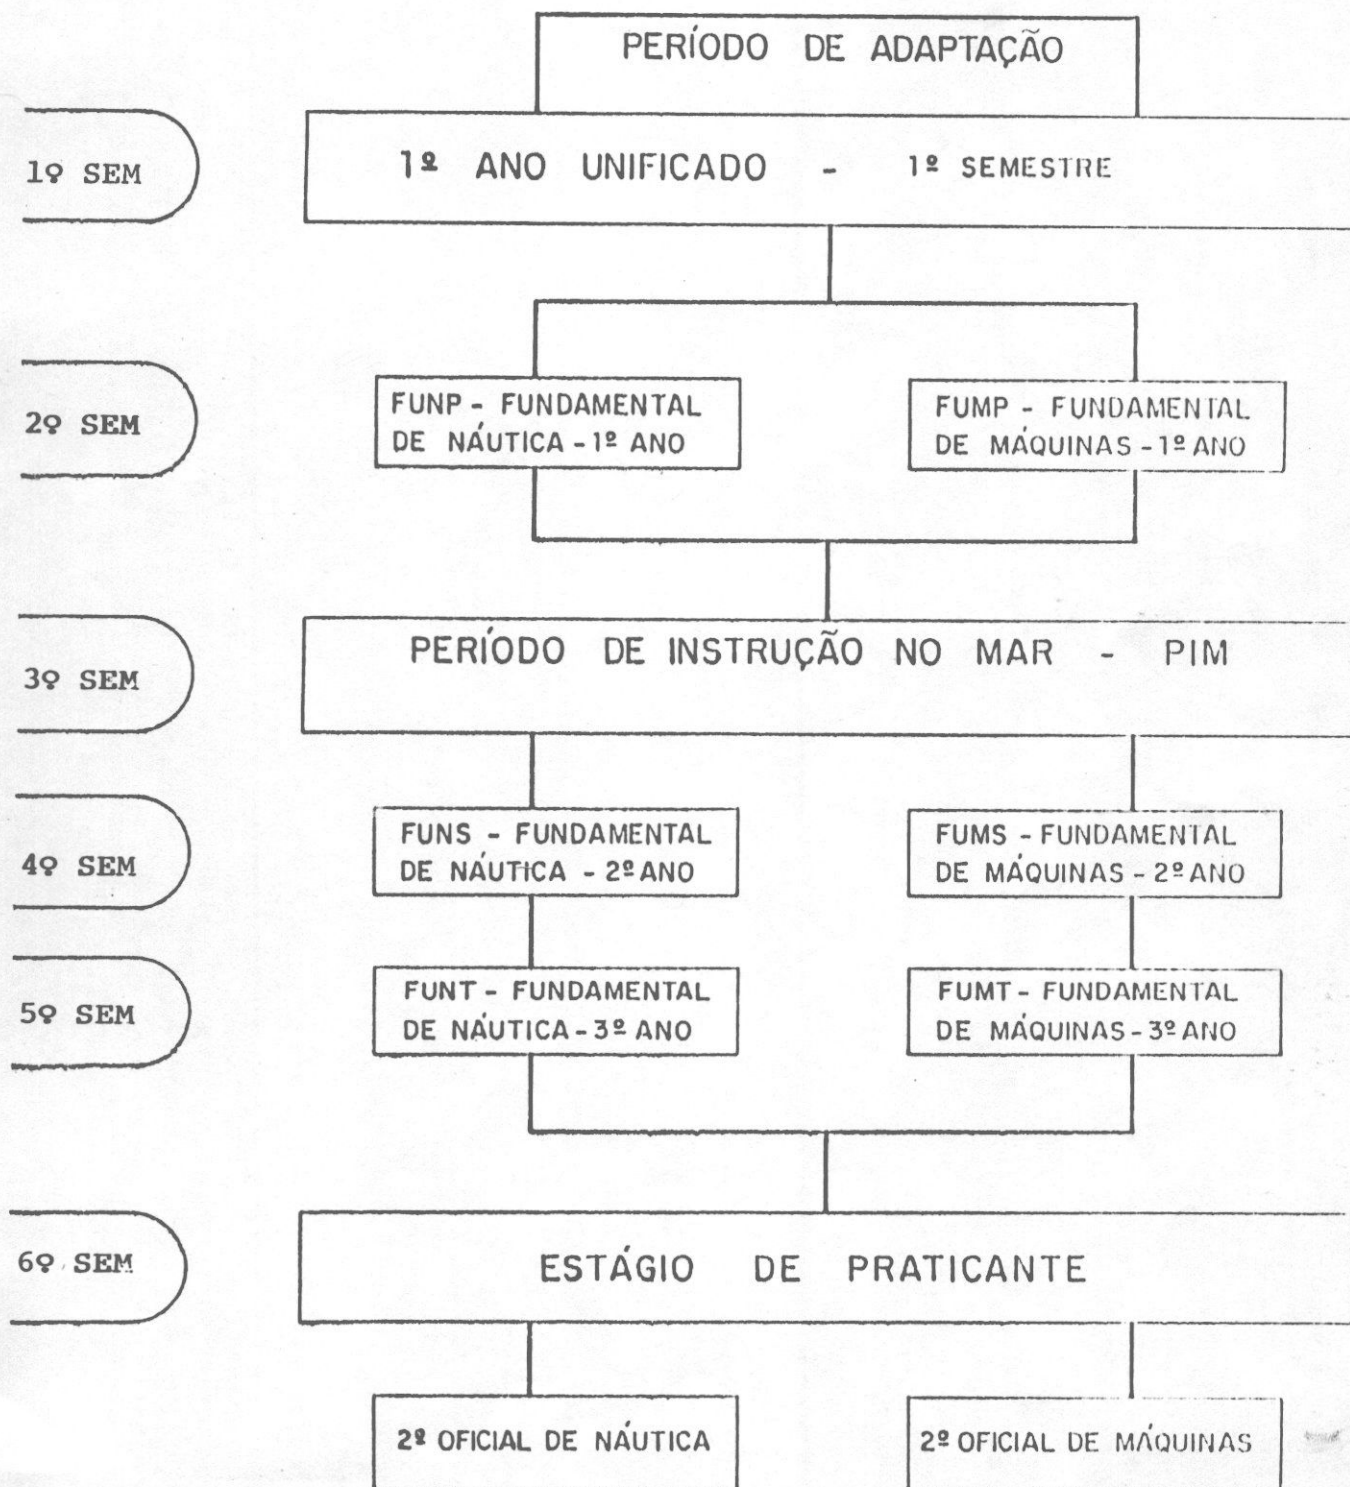 PERÍODO DE ADAPTAÇÃO
1º SEM
1º ANO UNIFICADO - 1º SEMESTRE
2º SEM
FUNP - FUNDAMENTAL
DE NÁUTICA - 1º ANO
FUMP - FUNDAMENTAL
DE MÁQUINAS - 1º ANO
3º SEM
PERÍODO DE INSTRUÇÃO NO MAR - PIM
4º SEM
FUNS - FUNDAMENTAL
DE NÁUTICA - 2º ANO
FUMS - FUNDAMENTAL
DE MÁQUINAS - 2º ANO
5º SEM
FUNT - FUNDAMENTAL
DE NÁUTICA - 3º ANO
FUMT - FUNDAMENTAL
DE MÁQUINAS - 3º ANO
6º SEM
ESTÁGIO DE PRATICANTE
2º OFICIAL DE NÁUTICA
2º OFICIAL DE MÁQUINAS